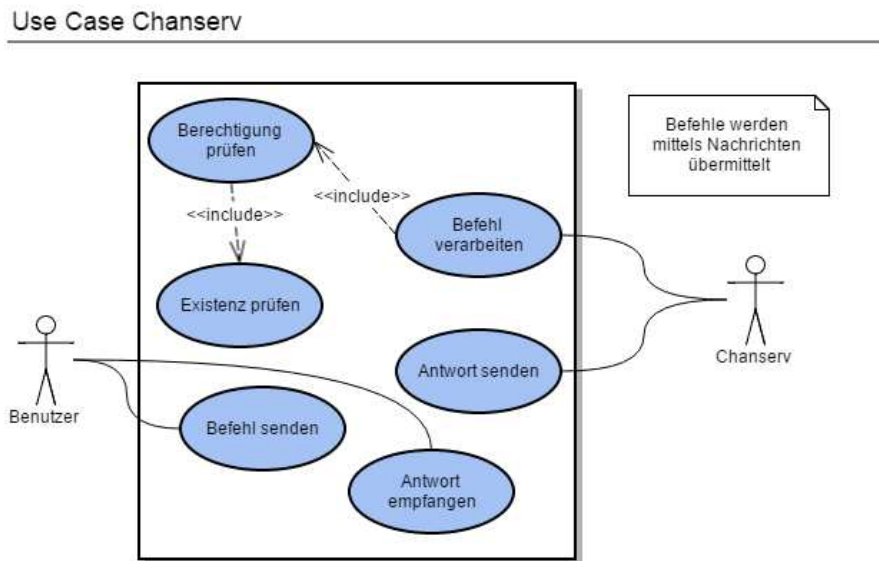 Use Case Chanserv
Berechtigung
prüfen
Befehle werden
mittels Nachrichten
übermittelt
<<include>>
<<include>>
Befehl
verarbeiten
Existenz prüfen
Chanserv
Antwort senden
Benutzer
Befehl senden
Antwort
empfangen